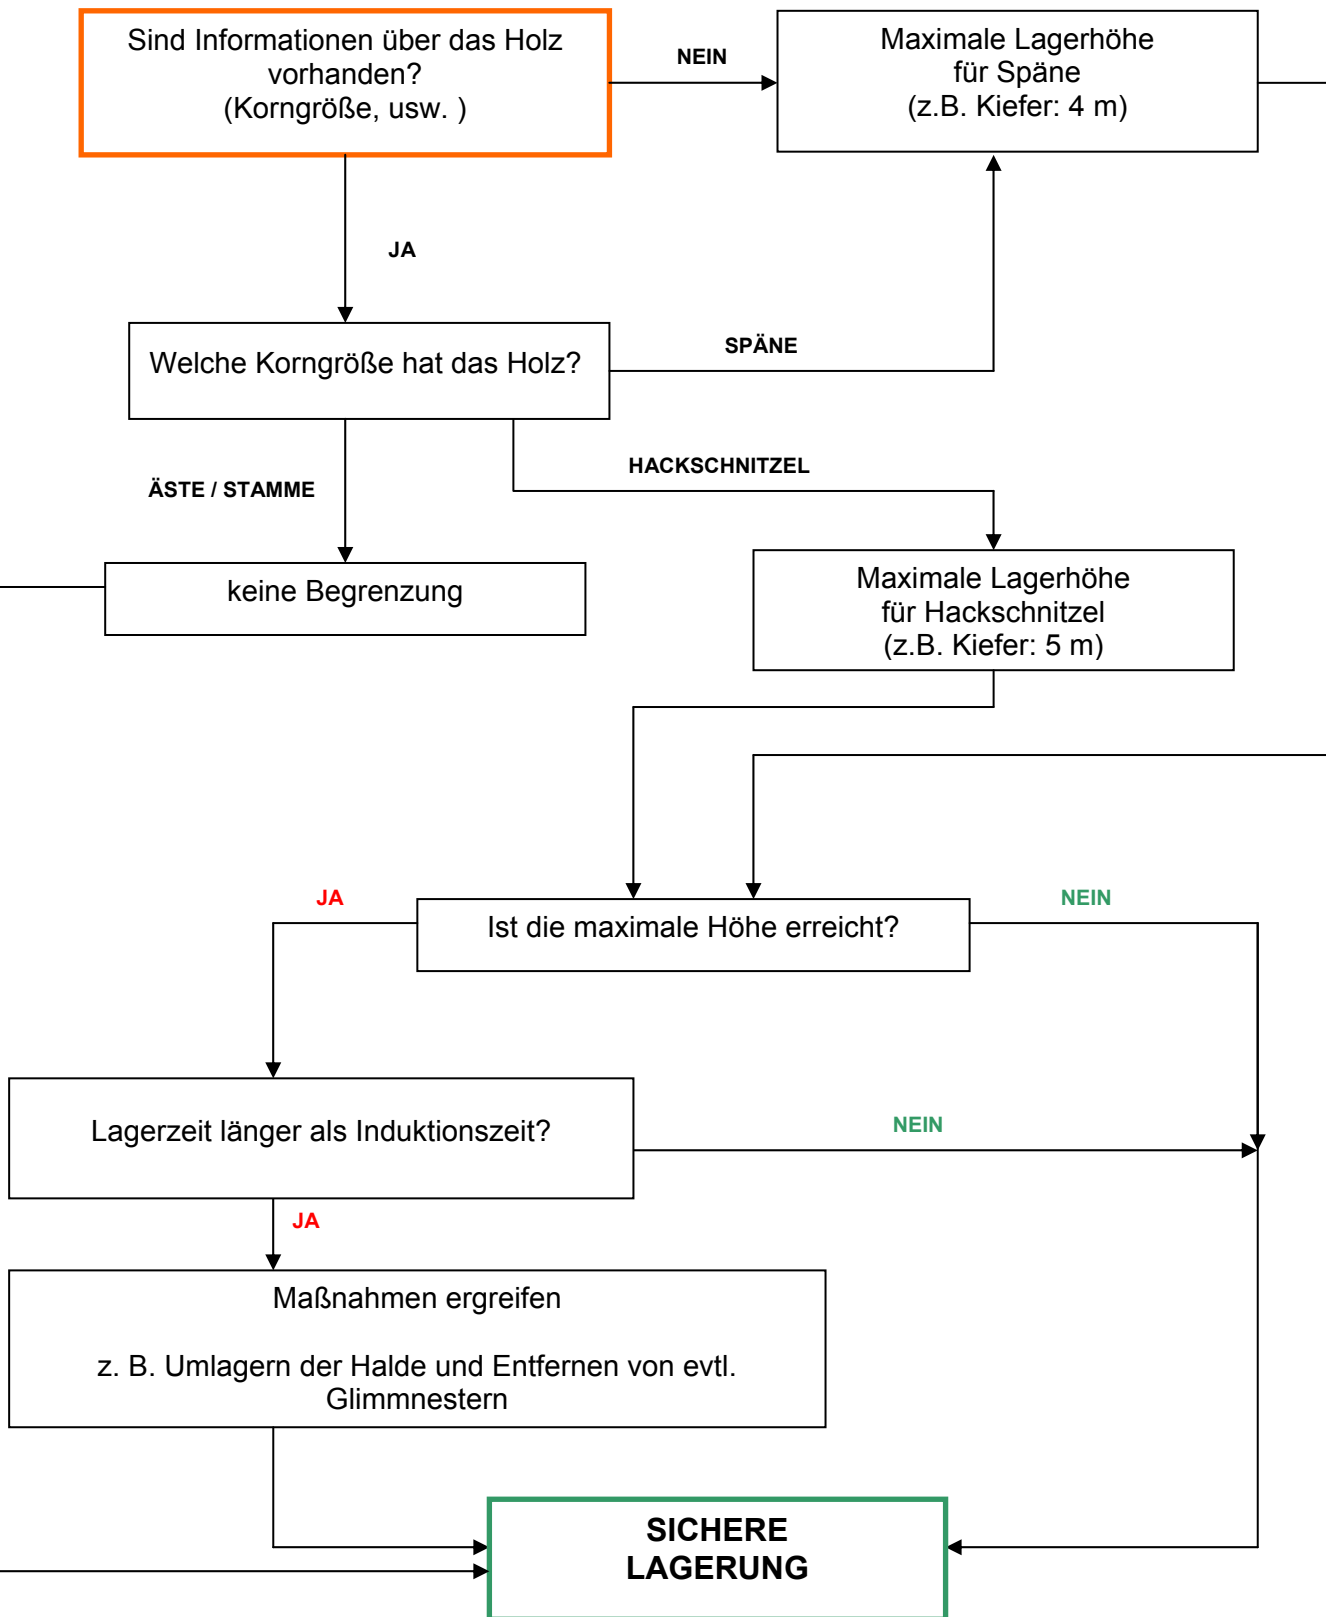 Sind Informationen über das Holz
vorhanden?
(Korngröße, usw. )
NEIN
Maximale Lagerhöhe
für Späne
(z.B. Kiefer: 4 m)
JA
Welche Korngröße hat das Holz?
SPÄNE
HACKSCHNITZEL
ÄSTE / STAMME
keine Begrenzung
Maximale Lagerhöhe
für Hackschnitzel
(z.B. Kiefer: 5 m)
JA
Ist die maximale Höhe erreicht?
NEIN
Lagerzeit länger als Induktionszeit?
NEIN
JA
Maßnahmen ergreifen
z. B. Umlagern der Halde und Entfernen von evtl.
Glimmnestern
SICHERE
LAGERUNG